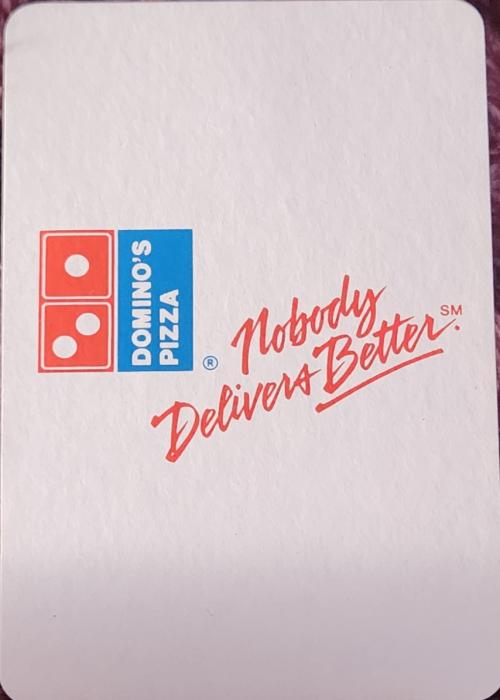 DOMINO'S
PIZZA
®
Nobody
Delivers Better.℠